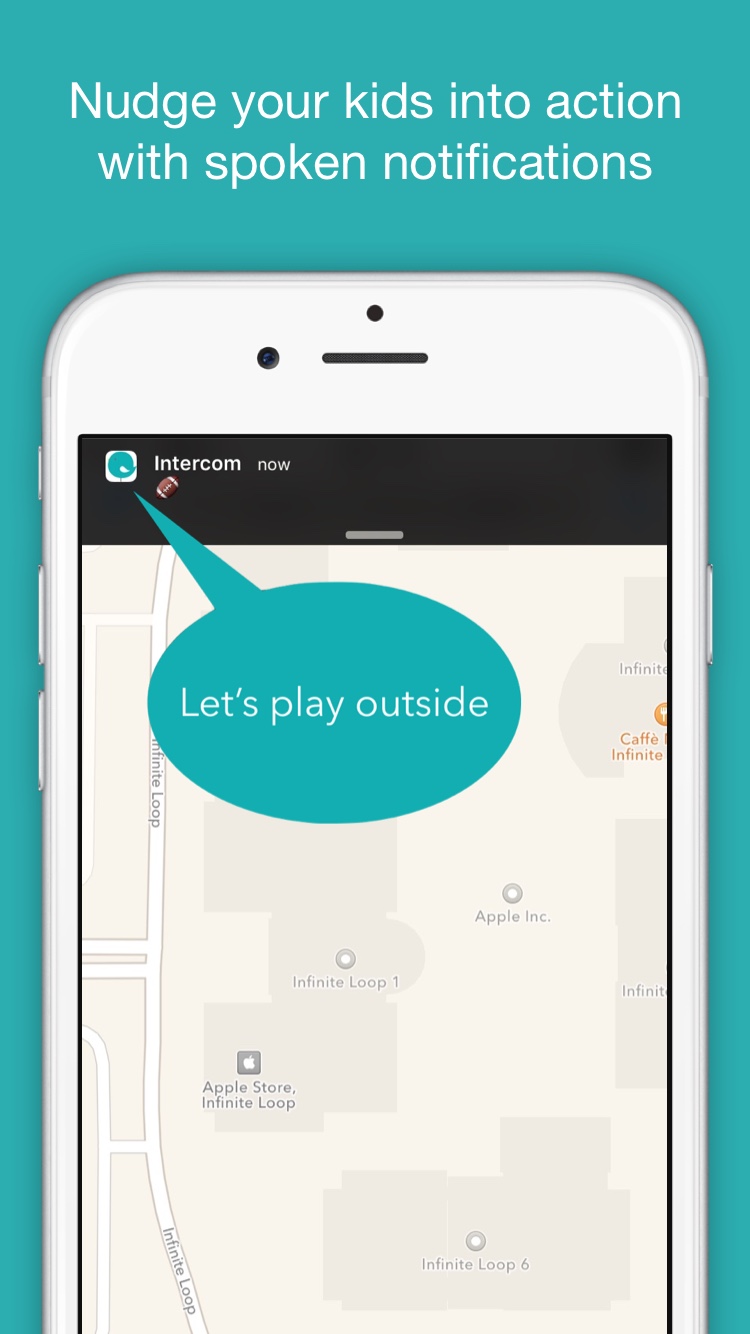 Nudge your kids into action
with spoken notifications
Intercom now
Let's play outside
Infinite
Caffè
Infinite
Infinite Loop
Apple Inc.
Infinite Loop 1
Apple Store,
Infinite Loop
Infinite Loop 6
Infinite Loop